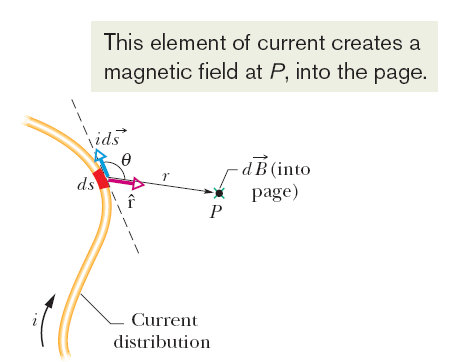 This element of current creates a
magnetic field at P, into the page.
ids⃗
θ
ds
r
r̂
dB⃗ (into
page)
P
i
Current
distribution